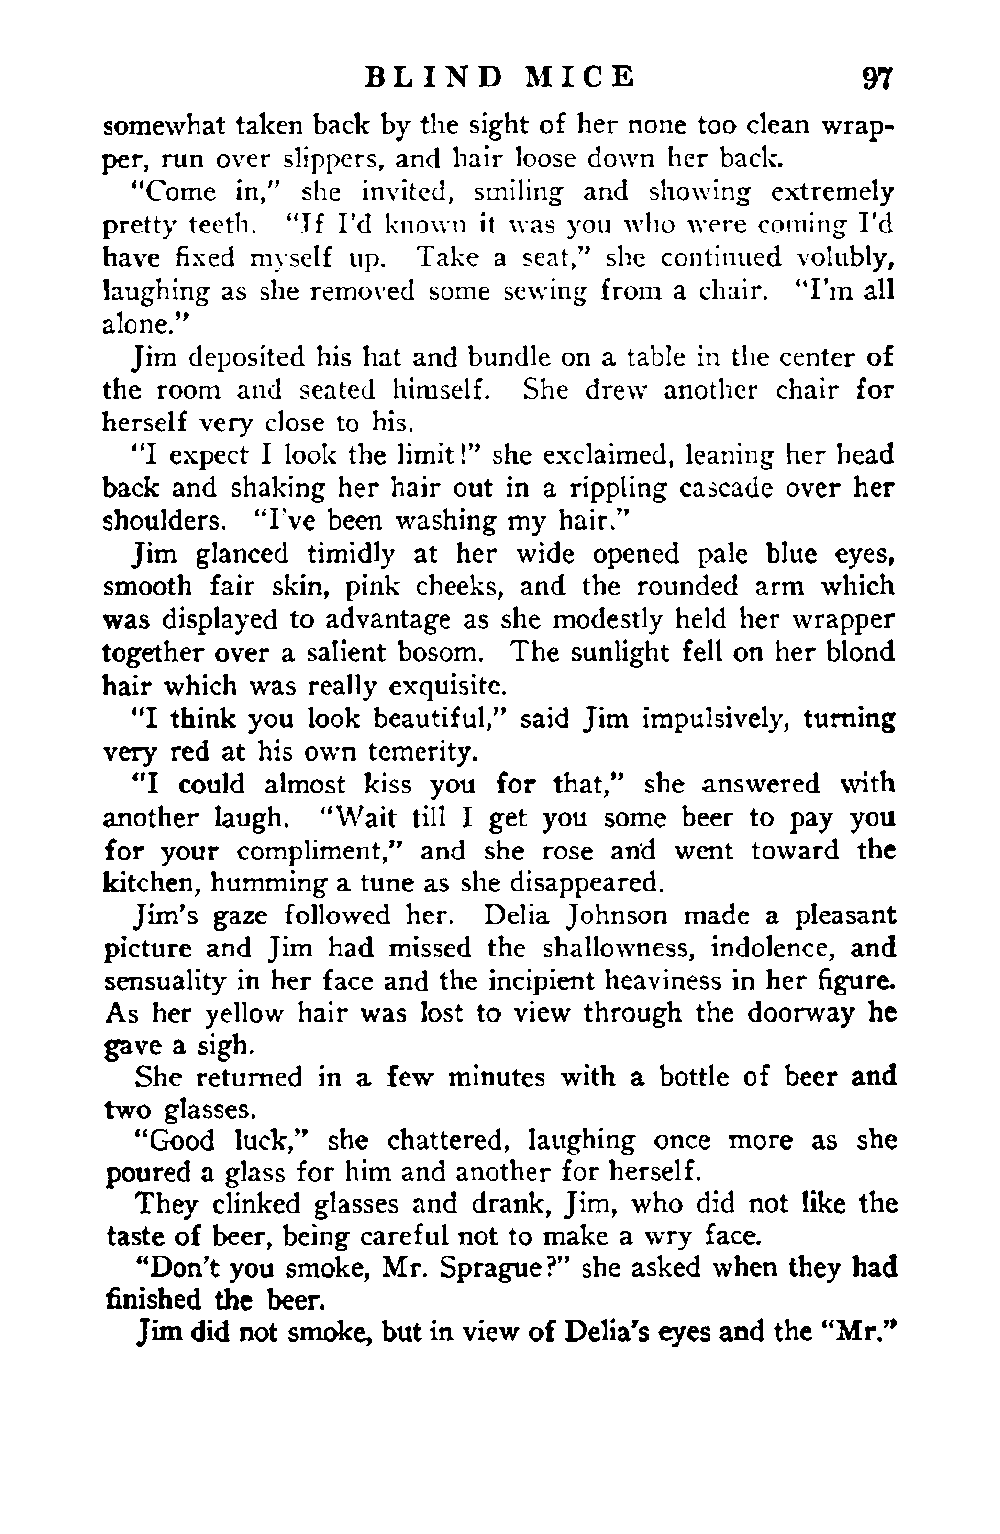 BLIND MICE 97
somewhat taken back by the sight of her none too clean wrap-
per, run over slippers, and hair loose down her back.
"Come in," she invited, smiling and showing extremely
pretty teeth. "If I'd known it was you who were coming I'd
have fixed myself up. Take a seat," she continued volubly,
laughing as she removed some sewing from a chair. "I'm all
alone."
Jim deposited his hat and bundle on a table in the center of
the room and seated himself. She drew another chair for
herself very close to his.
"I expect I look the limit!" she exclaimed, leaning her head
back and shaking her hair out in a rippling cascade over her
shoulders. "I've been washing my hair."
Jim glanced timidly at her wide opened pale blue eyes,
smooth fair skin, pink cheeks, and the rounded arm which
was displayed to advantage as she modestly held her wrapper
together over a salient bosom. The sunlight fell on her blond
hair which was really exquisite.
"I think you look beautiful," said Jim impulsively, turning
very red at his own temerity.
"I could almost kiss you for that," she answered with
another laugh. "Wait till I get you some beer to pay you
for your compliment," and she rose and went toward the
kitchen, humming a tune as she disappeared.
Jim's gaze followed her. Delia Johnson made a pleasant
picture and Jim had missed the shallowness, indolence, and
sensuality in her face and the incipient heaviness in her figure.
As her yellow hair was lost to view through the doorway he
gave a sigh.
She returned in a few minutes with a bottle of beer and
two glasses.
"Good luck," she chattered, laughing once more as she
poured a glass for him and another for herself.
They clinked glasses and drank, Jim, who did not like the
taste of beer, being careful not to make a wry face.
"Don't you smoke, Mr. Sprague?" she asked when they had
finished the beer.
Jim did not smoke, but in view of Delia's eyes and the "Mr."